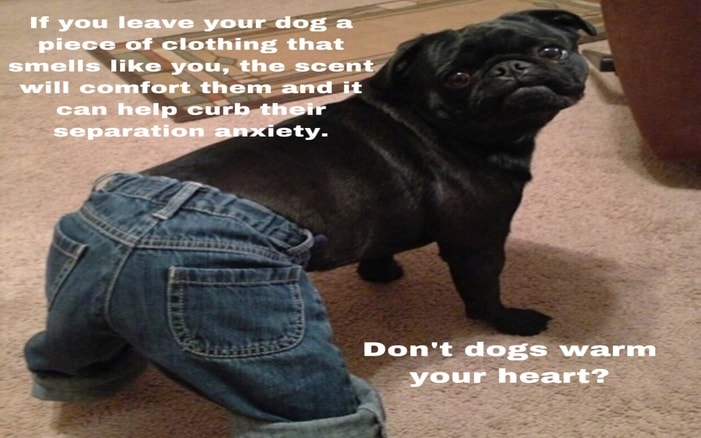 If you leave your dog a
piece of clothing that
smells like you, the scent
will comfort them and it
can help curb their
separation anxiety.
Don't dogs warm
your heart?